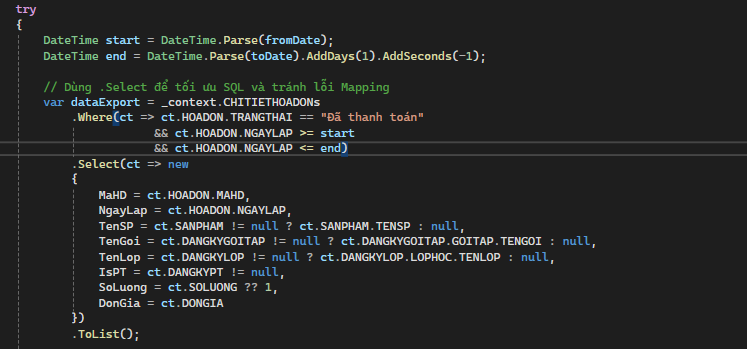 try
{
DateTime start = DateTime.Parse(fromDate);
DateTime end = DateTime.Parse(toDate).AddDays(1).AddSeconds(-1);
// Dùng .Select để tối ưu SQL và tránh lỗi Mapping
var dataExport = _context.CHITIETHOADONs
.Where(ct => ct.HOADON.TRANGTHAI == "Đã thanh toán"
&& ct.HOADON.NGAYLAP >= start
&& ct.HOADON.NGAYLAP <= end)
.Select(ct => new
{
MaHD = ct.HOADON.MAHD,
NgayLap = ct.HOADON.NGAYLAP,
TenSP = ct.SANPHAM != null ? ct.SANPHAM.TENSP : null,
TenGoi = ct.DANGKYGOITAP != null ? ct.DANGKYGOITAP.GOITAP.TENGOI : null,
TenLop = ct.DANGKYLOP != null ? ct.DANGKYLOP.LOPHOC.TENLOP : null,
IsPT = ct.DANGKYPT != null,
SoLuong = ct.SOLUONG ?? 1,
DonGia = ct.DONGIA
})
.ToList();